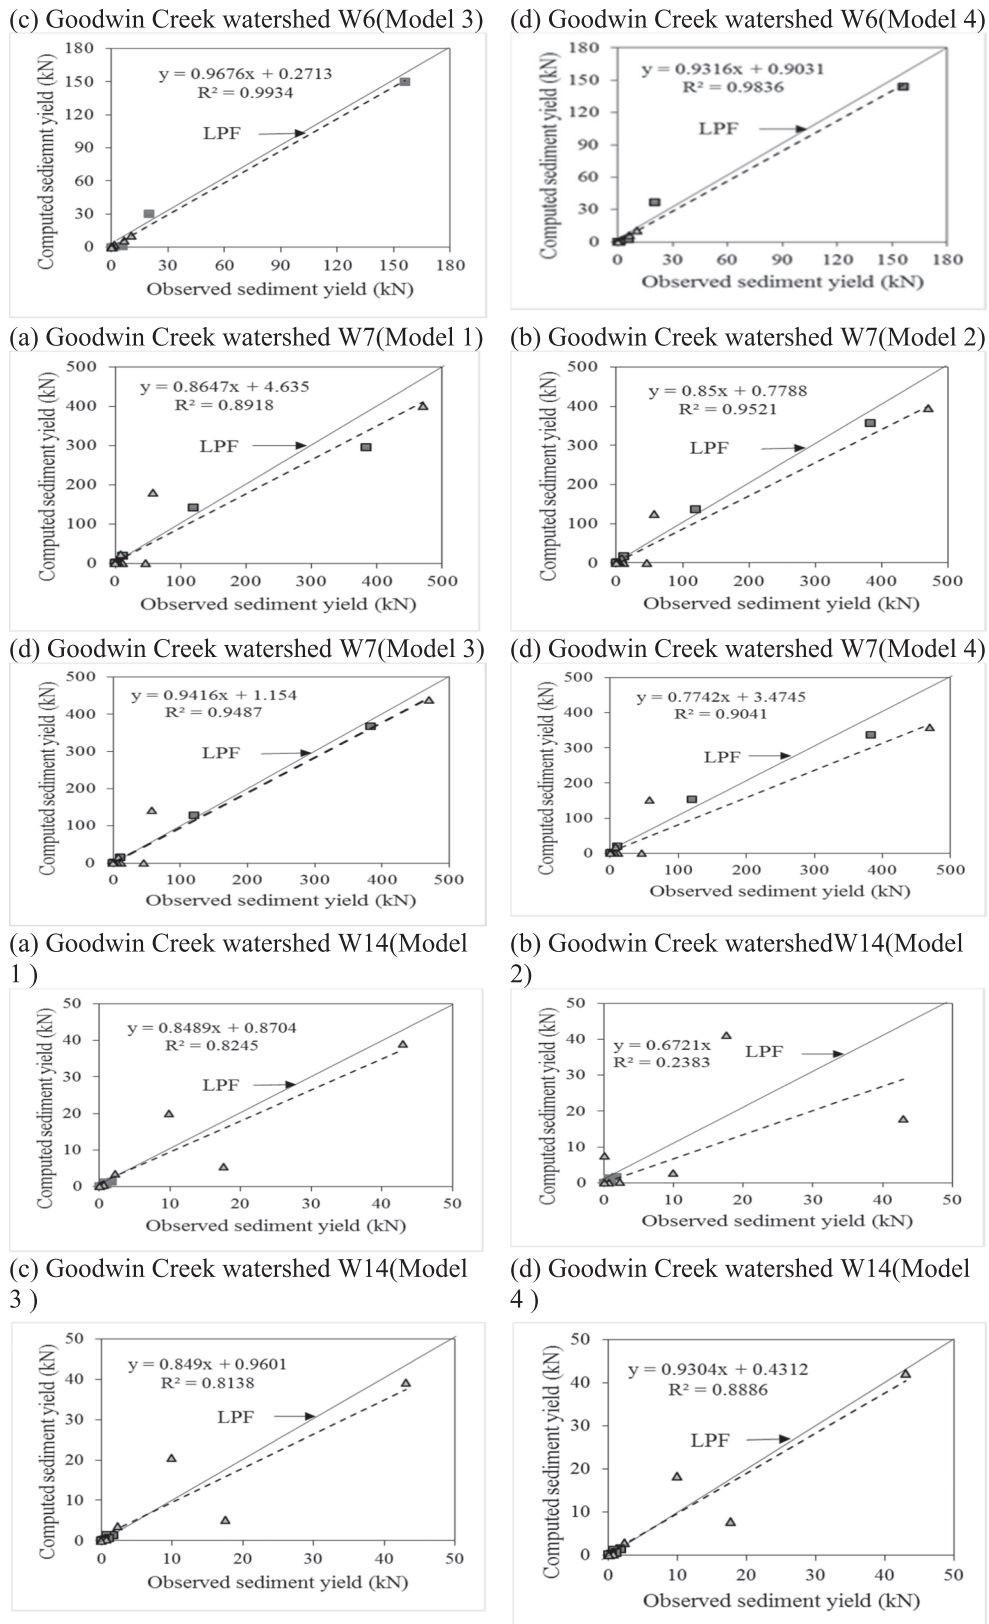 (c) Goodwin Creek watershed W6(Model 3)
180
150
120
90
60
30
0
0 30 60 90 120 150 180
Computed sediemnt yield (kN)
y = 0.9676x + 0.2713
R² = 0.9934
LPF
Observed sediment yield (kN)
(d) Goodwin Creek watershed W6(Model 4)
180
150
120
90
60
30
0
0 30 60 90 120 150 180
Computed sediment yield (kN)
y = 0.9316x + 0.9031
R² = 0.9836
LPF
Observed sediment yield (kN)
(a) Goodwin Creek watershed W7(Model 1)
500
400
300
200
100
0
0 100 200 300 400 500
Computed sediment yield (kN)
y = 0.8647x + 4.635
R² = 0.8918
LPF
Observed sediment yield (kN)
(b) Goodwin Creek watershed W7(Model 2)
500
400
300
200
100
0
0 100 200 300 400 500
Computed sediment yield (kN)
y = 0.85x + 0.7788
R² = 0.9521
LPF
Observed sediment yield (kN)
(d) Goodwin Creek watershed W7(Model 3)
500
400
300
200
100
0
0 100 200 300 400 500
Computed sediment yield (kN)
y = 0.9416x + 1.154
R² = 0.9487
LPF
Observed sediment yield (kN)
(d) Goodwin Creek watershed W7(Model 4)
500
400
300
200
100
0
0 100 200 300 400 500
Computed sediment yield (kN)
y = 0.7742x + 3.4745
R² = 0.9041
LPF
Observed sediment yield (kN)
(a) Goodwin Creek watershed W14(Model
1 )
50
40
30
20
10
0
0 10 20 30 40 50
Computed sediment yield (kN)
y = 0.8489x + 0.8704
R² = 0.8245
LPF
Observed sediment yield (kN)
(b) Goodwin Creek watershedW14(Model
2)
50
40
30
20
10
0
0 10 20 30 40 50
Computed sediment yield (kN)
y = 0.6721x
R² = 0.2383
LPF
Observed sediment yield (kN)
(c) Goodwin Creek watershed W14(Model
3 )
50
40
30
20
10
0
0 10 20 30 40 50
Computed sediment yield (kN)
y = 0.849x + 0.9601
R² = 0.8138
LPF
Observed sediment yield (kN)
(d) Goodwin Creek watershed W14(Model
4 )
50
40
30
20
10
0
0 10 20 30 40 50
Computed sediment yield (kN)
y = 0.9304x + 0.4312
R² = 0.8886
LPF
Observed sediment yield (kN)